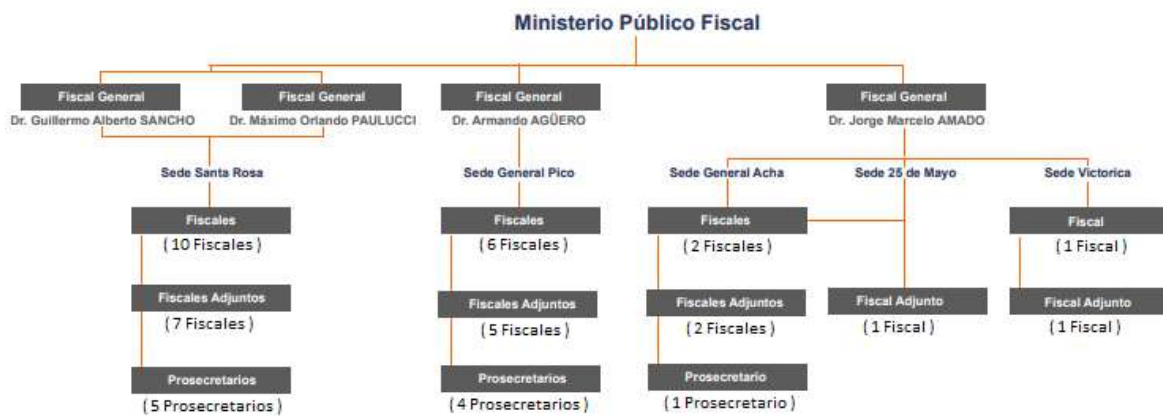 Ministerio Público Fiscal
Fiscal General
Dr. Guillermo Alberto SANCHO
Fiscal General
Dr. Máximo Orlando PAULUCCI
Fiscal General
Dr. Armando AGÜERO
Fiscal General
Dr. Jorge Marcelo AMADO
Sede Santa Rosa
Sede General Pico
Sede General Acha
Sede 25 de Mayo
Sede Victorica
Fiscales
( 10 Fiscales )
Fiscales
( 6 Fiscales )
Fiscales
( 2 Fiscales )
Fiscal
( 1 Fiscal )
Fiscales Adjuntos
( 7 Fiscales )
Fiscales Adjuntos
( 5 Fiscales )
Fiscales Adjuntos
( 2 Fiscales )
Fiscal Adjunto
( 1 Fiscal )
Fiscal Adjunto
( 1 Fiscal )
Prosecretarios
( 5 Prosecretarios )
Prosecretarios
( 4 Prosecretarios )
Prosecretario
( 1 Prosecretario )